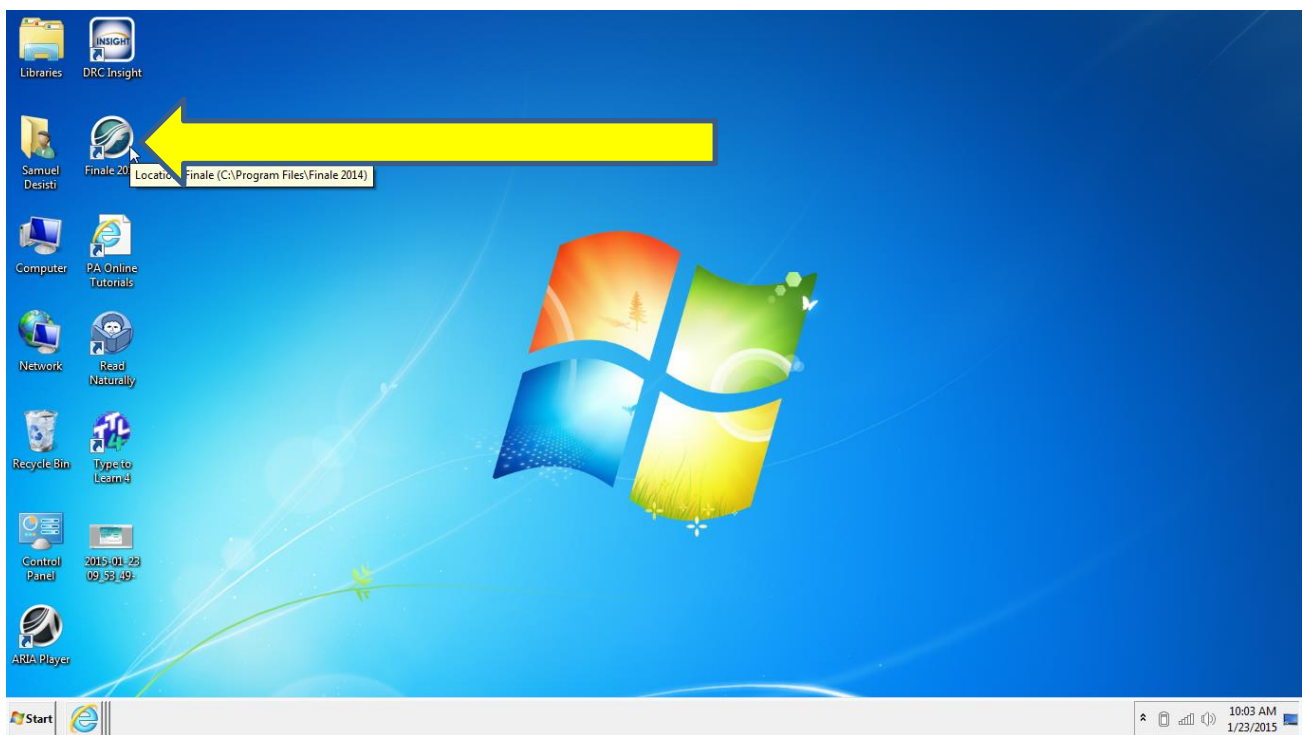 Libraries
INSIGHT
DRC Insight
Samuel
Desisti
Finale 20
Location: Finale (C:\Program Files\Finale 2014)
Computer
PA Online
Tutorials
Network
Read
Naturally
Recycle Bin
TTL
4
Type to
Learn 4
Control
Panel
2015-01-23
09_53_49-
ARIA Player
Start
10:03 AM
1/23/2015